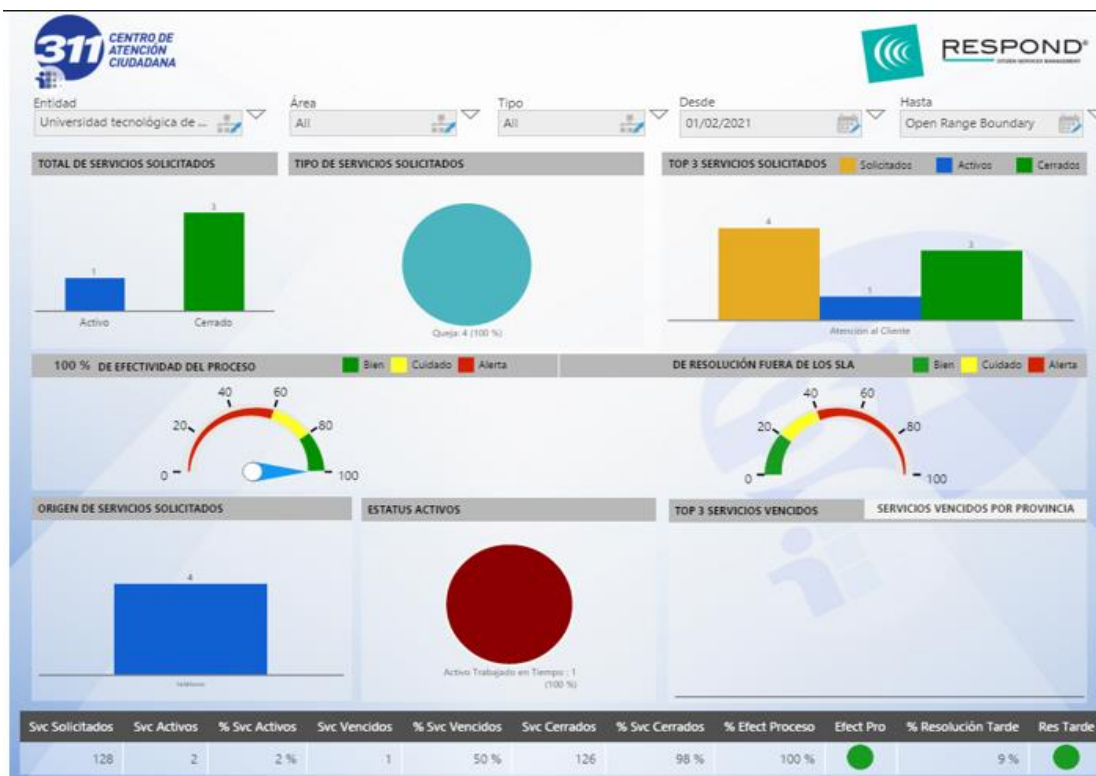 311 CENTRO DE
ATENCIÓN
CIUDADANA
RESPOND®
CITIZEN SERVICES MANAGEMENT
Entidad
Área
Tipo
Desde
Hasta
Universidad tecnológica de ...
All
All
01/02/2021
Open Range Boundary
TOTAL DE SERVICIOS SOLICITADOS
TIPO DE SERVICIOS SOLICITADOS
TOP 3 SERVICIOS SOLICITADOS Solicitados Activos Cerrados
1
3
Activo Cerrado
Queja: 4 (100 %)
4
1
3
Atención al Cliente
100 % DE EFECTIVIDAD DEL PROCESO Bien Cuidado Alerta
DE RESOLUCIÓN FUERA DE LOS SLA Bien Cuidado Alerta
0 20 40 60 80 100
0 20 40 60 80 100
ORIGEN DE SERVICIOS SOLICITADOS
ESTATUS ACTIVOS
TOP 3 SERVICIOS VENCIDOS
SERVICIOS VENCIDOS POR PROVINCIA
4
Activo Trabajado en Tiempo : 1
(100 %)
Svc Solicitados Svc Activos % Svc Activos Svc Vencidos % Svc Vencidos Svc Cerrados % Svc Cerrados % Efect Proceso Efect Pro % Resolución Tarde Res Tarde
128 2 2 % 1 50 % 126 98 % 100 % 9 %